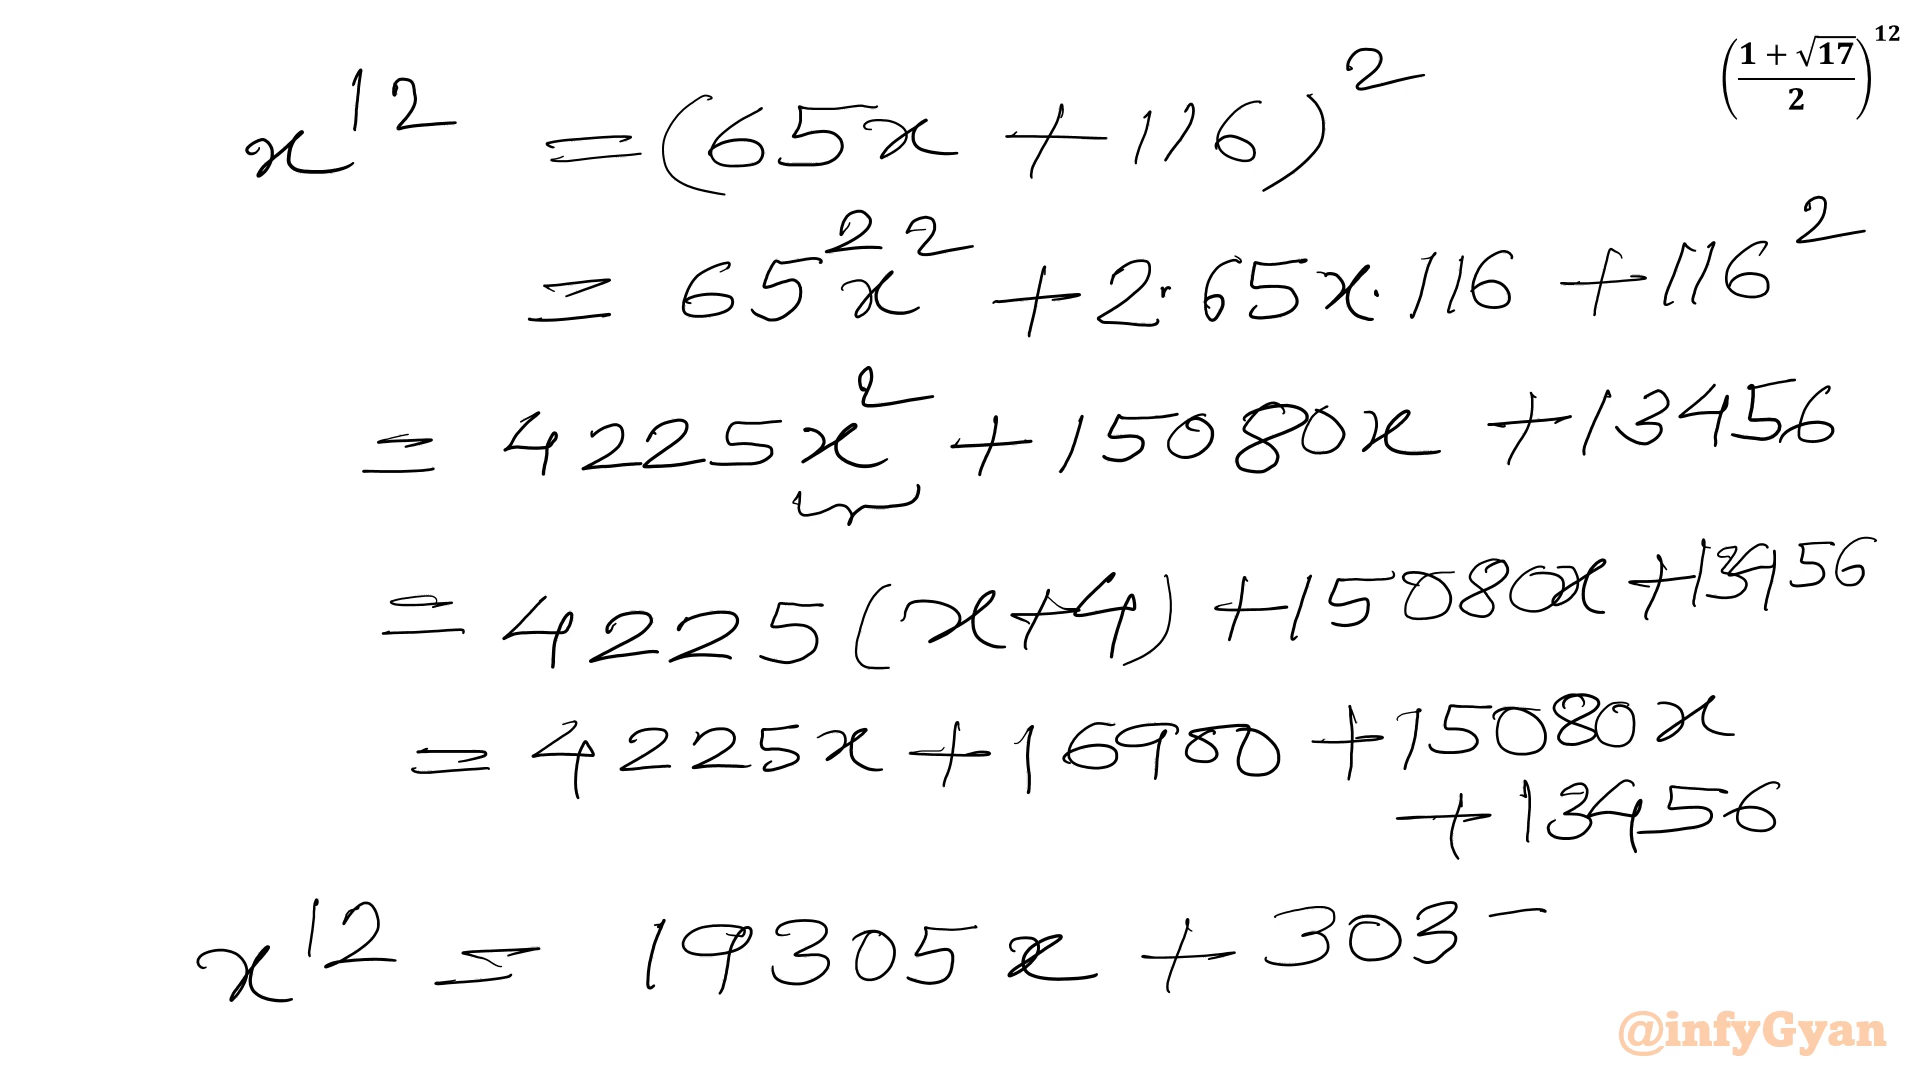 (1 + √17 / 2)^12
x^12 = (65x + 116)^2
= 65^2 x^2 + 2·65x·116 + 116^2
= 4225x^2 + 15080x + 13456
= 4225(x+4) + 15080x + 13456
= 4225x + 16900 + 15080x
+ 13456
x^12 = 19305x + 303
@infyGyan